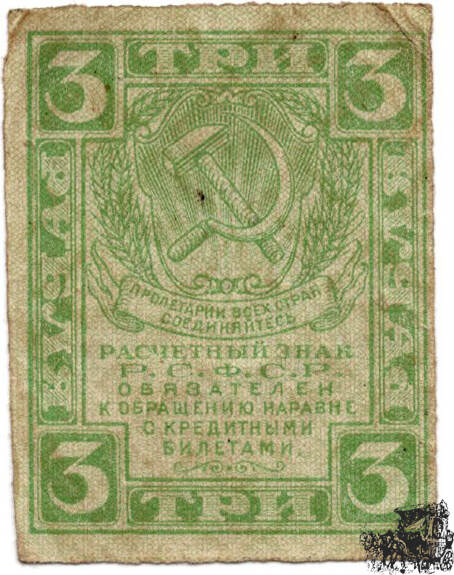 3 ТРИ 3
РУБЛЯ
РУБЛЯ
ПРОЛЕТАРИИ ВСЕХ СТРАН
СОЕДИНЯЙТЕСЬ
РАСЧЕТНЫЙ ЗНАК
Р.С.Ф.С.Р.
ОБЯЗАТЕЛЕН
К ОБРАЩЕНИЮ НАРАВНЕ
С КРЕДИТНЫМИ
БИЛЕТАМИ.
3 ТРИ 3